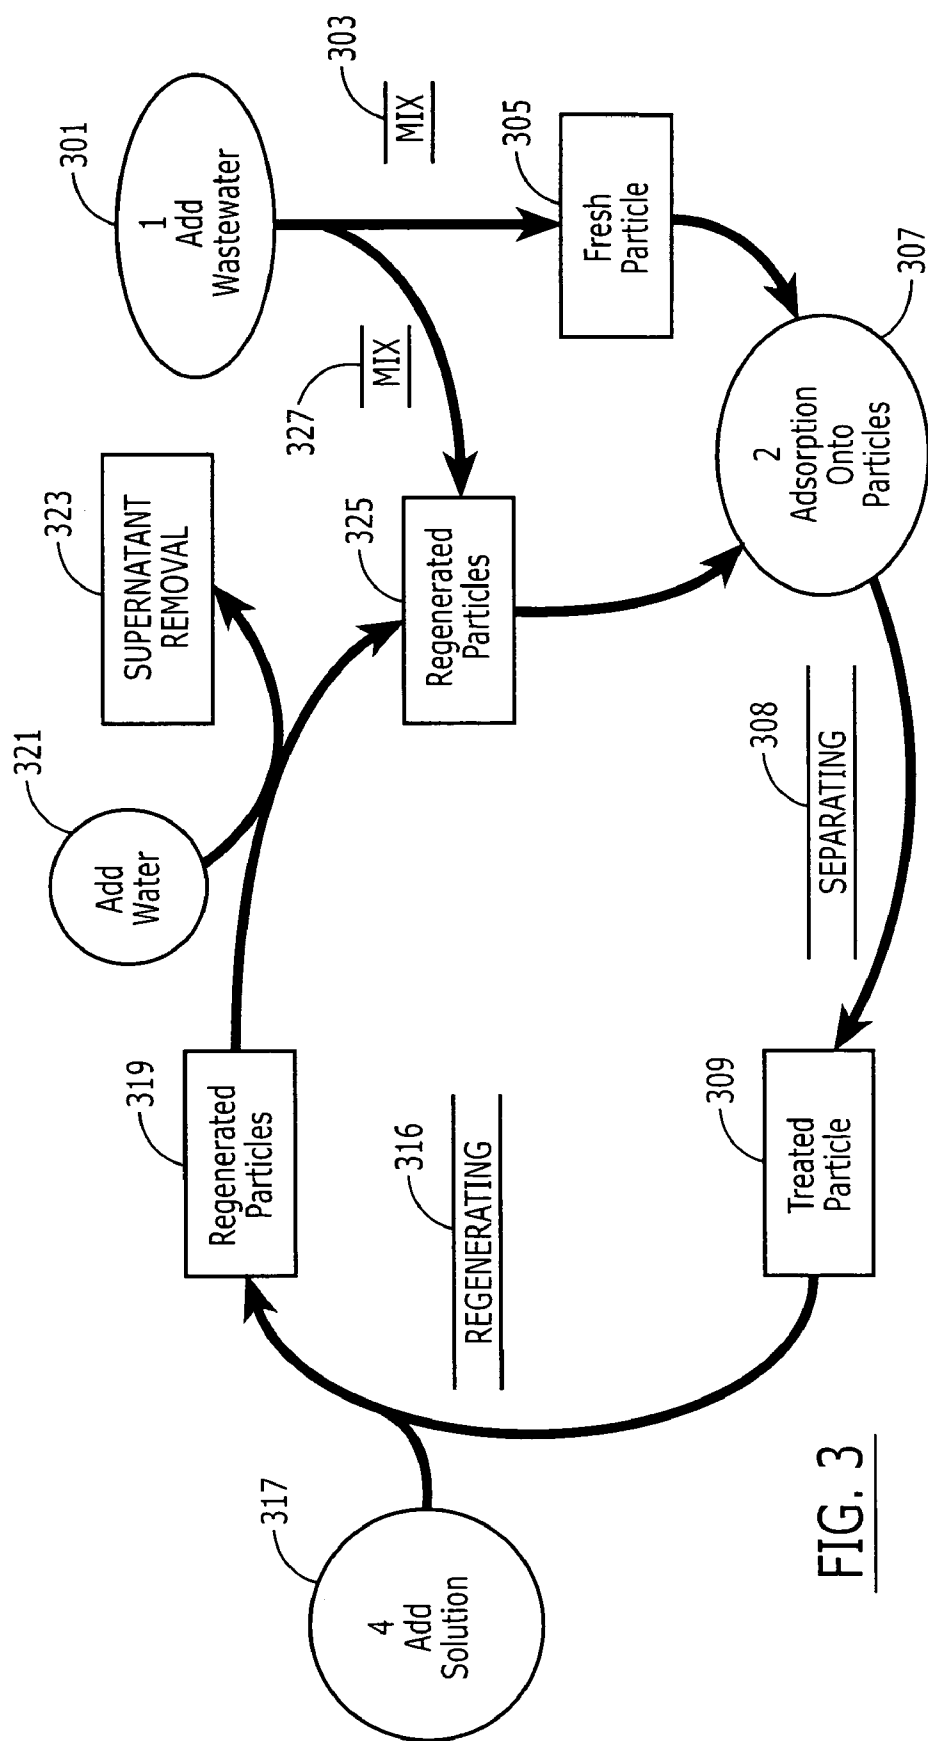 301
1
Add
Wastewater
303
MIX
327
MIX
305
Fresh
Particle
323
SUPERNATANT
REMOVAL
321
Add
Water
325
Regenerated
Particles
307
2
Adsorption
Onto
Particles
308
SEPARATING
319
Regenerated
Particles
316
REGENERATING
309
Treated
Particle
317
4
Add
Solution
FIG. 3